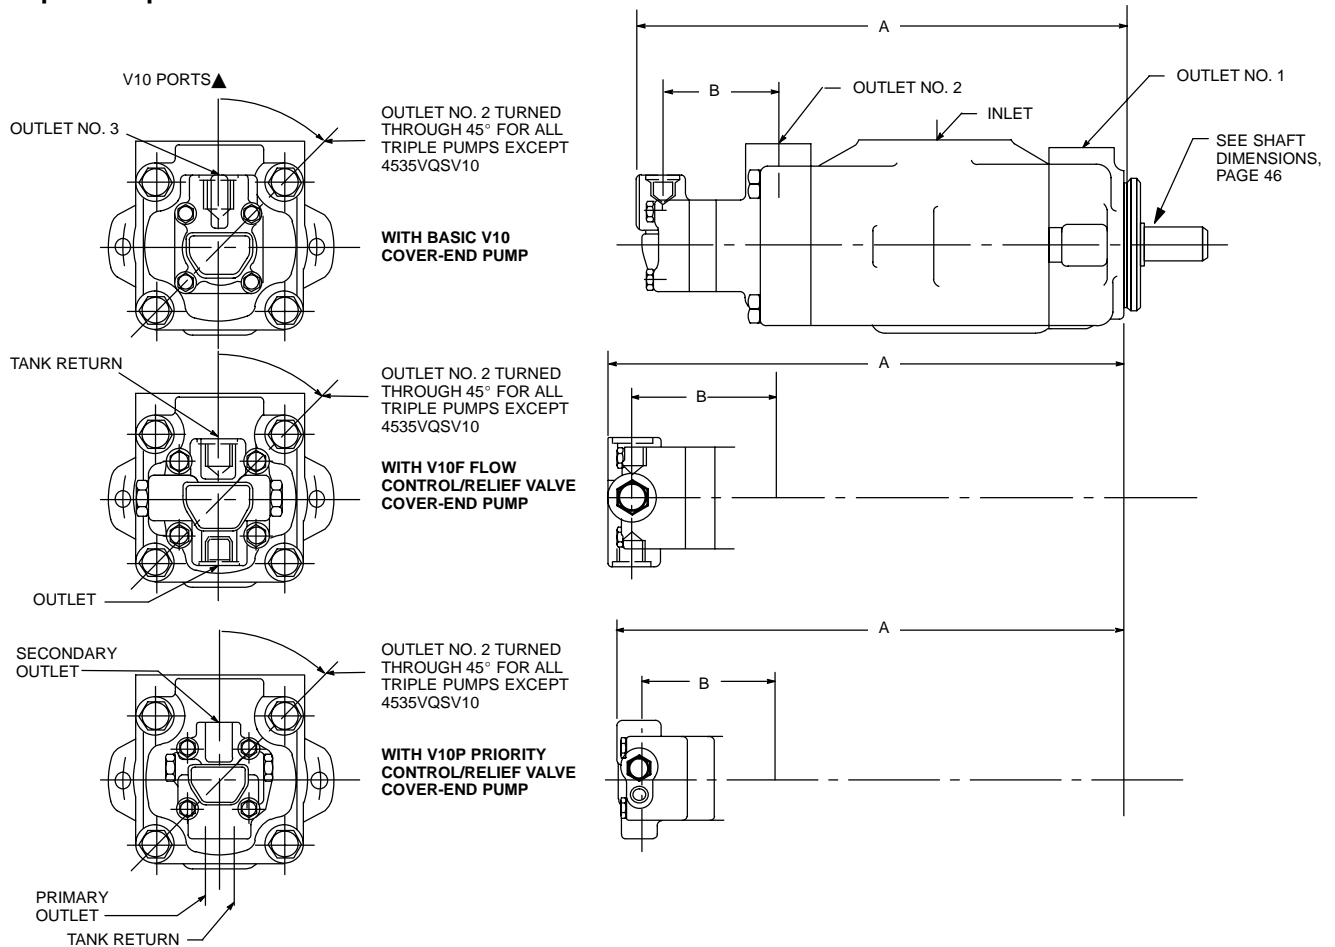 A
V10 PORTS▲
B
OUTLET NO. 2
OUTLET NO. 1
OUTLET NO. 3
OUTLET NO. 2 TURNED
THROUGH 45° FOR ALL
TRIPLE PUMPS EXCEPT
4535VQSV10
INLET
SEE SHAFT
DIMENSIONS,
PAGE 46
WITH BASIC V10
COVER-END PUMP
TANK RETURN
OUTLET NO. 2 TURNED
THROUGH 45° FOR ALL
TRIPLE PUMPS EXCEPT
4535VQSV10
A
B
WITH V10F FLOW
CONTROL/RELIEF VALVE
COVER-END PUMP
OUTLET
SECONDARY
OUTLET
OUTLET NO. 2 TURNED
THROUGH 45° FOR ALL
TRIPLE PUMPS EXCEPT
4535VQSV10
A
B
WITH V10P PRIORITY
CONTROL/RELIEF VALVE
COVER-END PUMP
PRIMARY
OUTLET
TANK RETURN